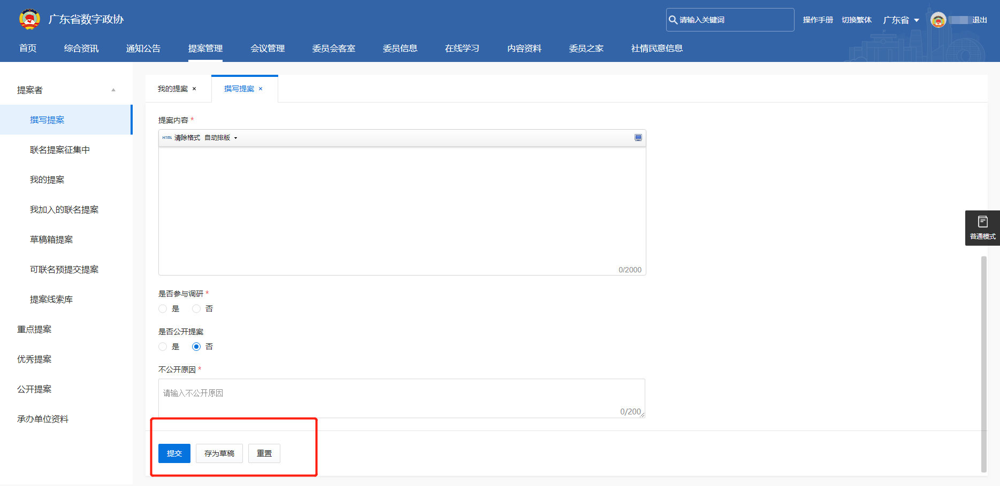 广东省数字政协
请输入关键词
操作手册 切换繁体 广东省 退出
首页 综合资讯 通知公告 提案管理 会议管理 委员会客室 委员信息 在线学习 内容资料 委员之家 社情民意信息
提案者
撰写提案
联名提案征集中
我的提案
我加入的联名提案
草稿箱提案
可联名预提交提案
提案线索库
重点提案
优秀提案
公开提案
承办单位资料
我的提案 × 撰写提案 ×
提案内容 *
HTML 清除格式 自动排版
0/2000
是否参与调研 *
是 否
是否公开提案
是 否
不公开原因 *
请输入不公开原因
0/200
提交 存为草稿 重置
普通模式